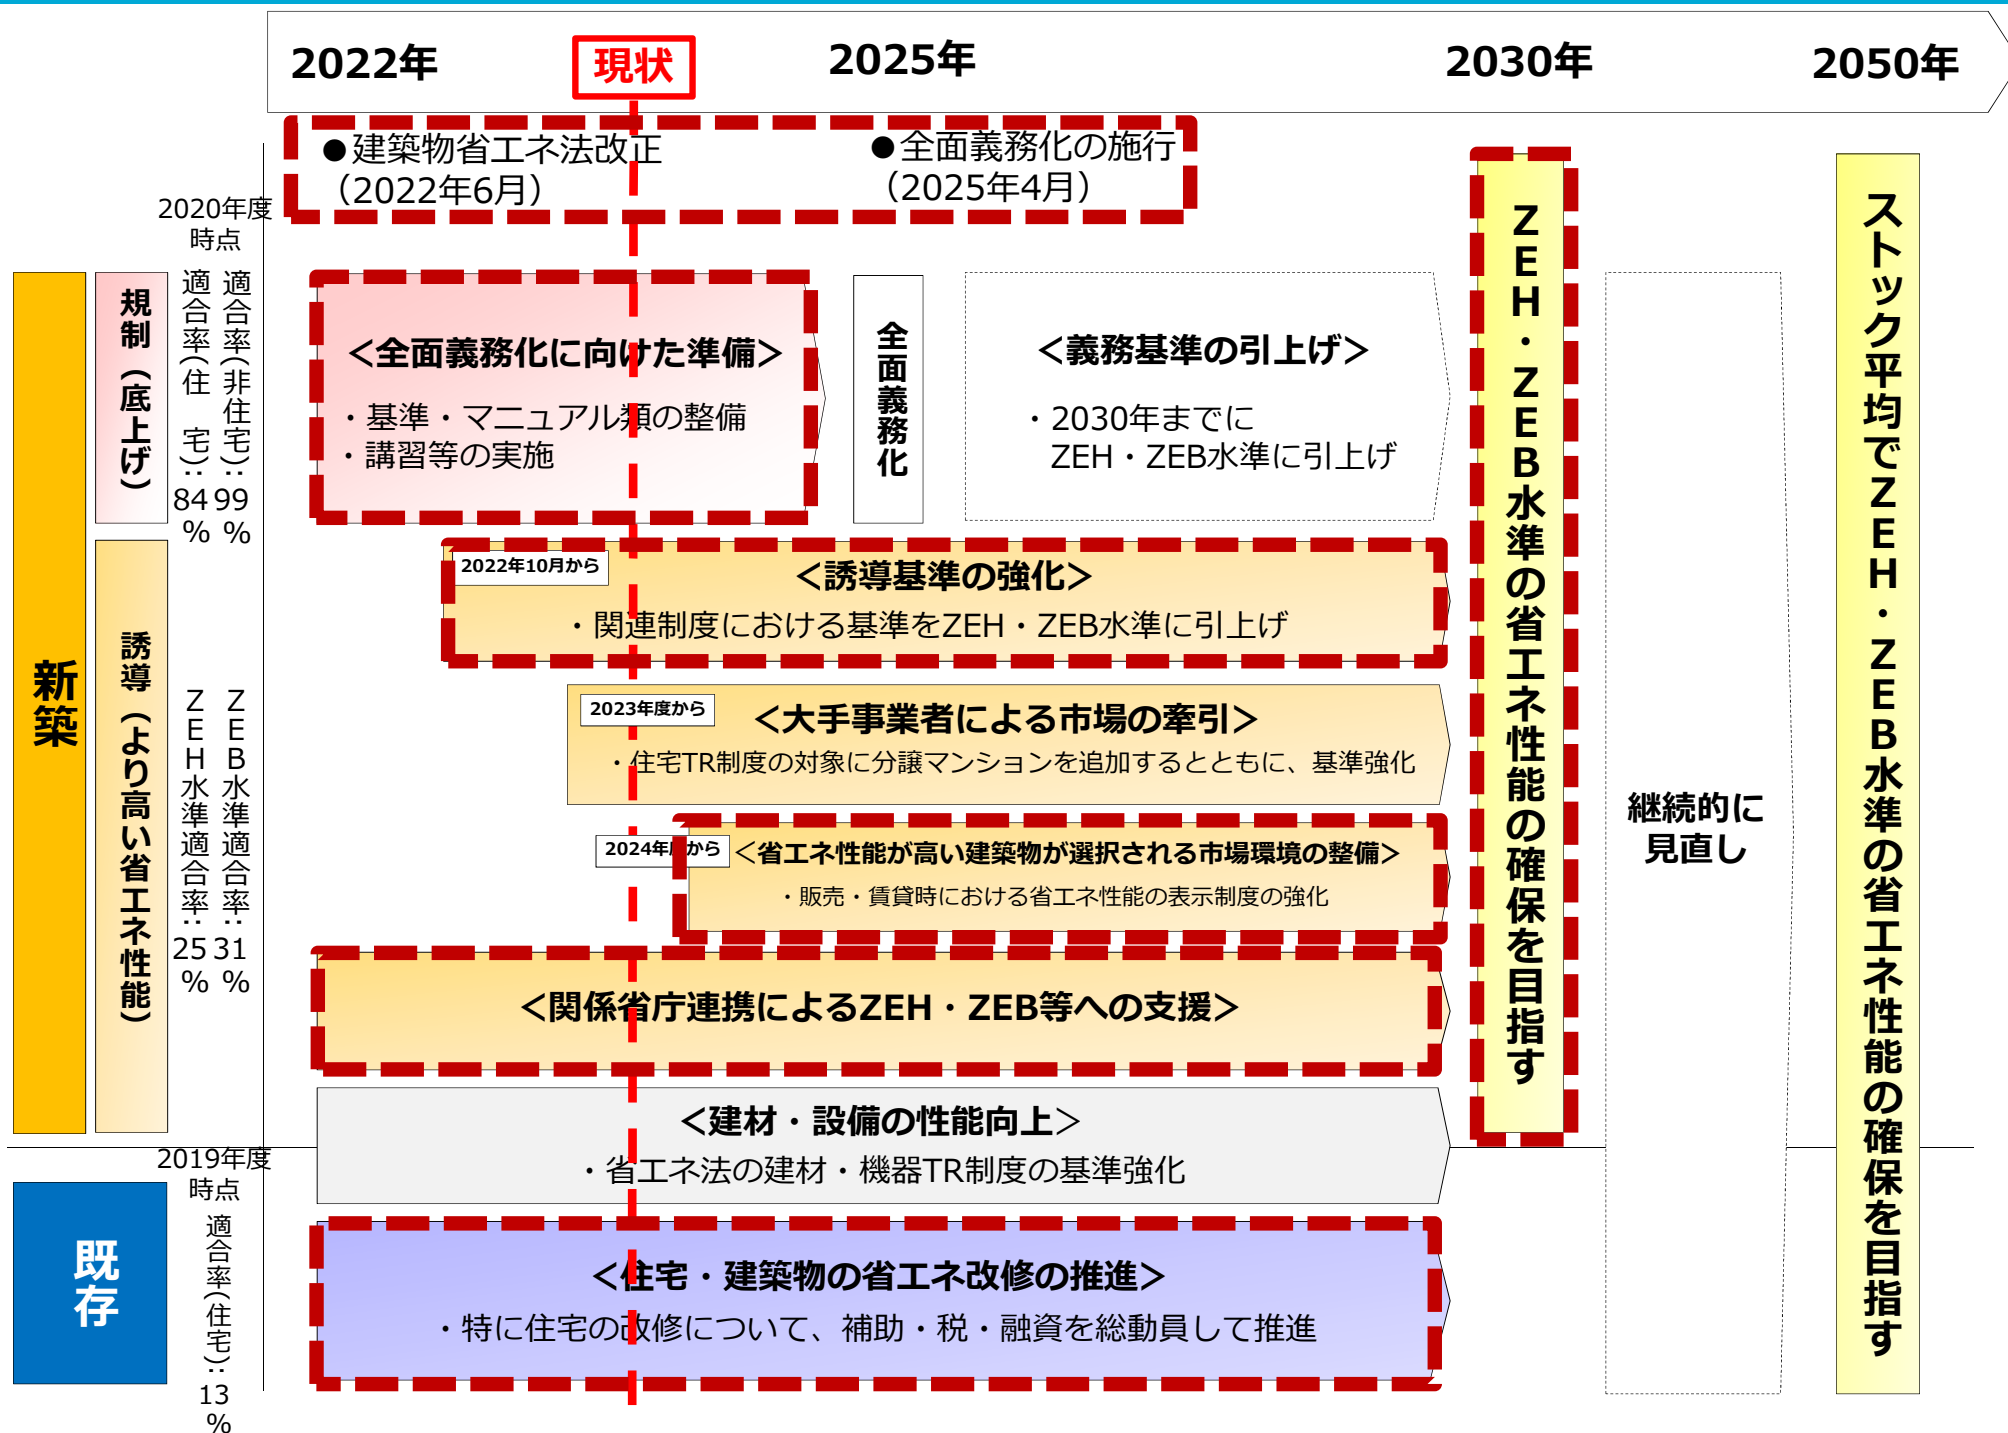 2022年
現状
2025年
2030年
2050年
●建築物省エネ法改正
（2022年6月）
●全面義務化の施行
（2025年4月）
2020年度
時点
新築
規制（底上げ）
適合率(非住宅)：99%
適合率(住　宅)：84%
＜全面義務化に向けた準備＞
・基準・マニュアル類の整備
・講習等の実施
全面義務化
＜義務基準の引上げ＞
・2030年までに
ZEH・ZEB水準に引上げ
誘導（より高い省エネ性能）
ZEB水準適合率：31%
ZEH水準適合率：25%
2022年10月から
＜誘導基準の強化＞
・関連制度における基準をZEH・ZEB水準に引上げ
2023年度から
＜大手事業者による市場の牽引＞
・住宅TR制度の対象に分譲マンションを追加するとともに、基準強化
2024年度から
＜省エネ性能が高い建築物が選択される市場環境の整備＞
・販売・賃貸時における省エネ性能の表示制度の強化
＜関係省庁連携によるZEH・ZEB等への支援＞
＜建材・設備の性能向上＞
・省エネ法の建材・機器TR制度の基準強化
2019年度
時点
既存
適合率(住宅)：13%
＜住宅・建築物の省エネ改修の推進＞
・特に住宅の改修について、補助・税・融資を総動員して推進
ZEH・ZEB水準の省エネ性能の確保を目指す
継続的に
見直し
ストック平均でZEH・ZEB水準の省エネ性能の確保を目指す